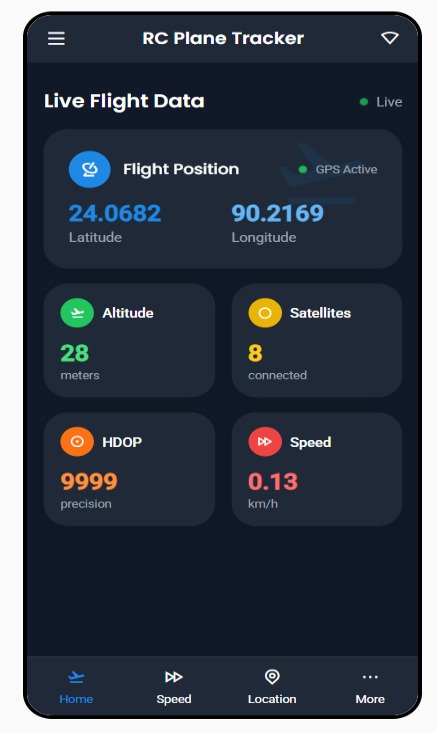 RC Plane Tracker
Live Flight Data
Live
Flight Position
GPS Active
24.0682
90.2169
Latitude
Longitude
Altitude
28
meters
Satellites
8
connected
HDOP
9999
precision
Speed
0.13
km/h
Home
Speed
Location
More